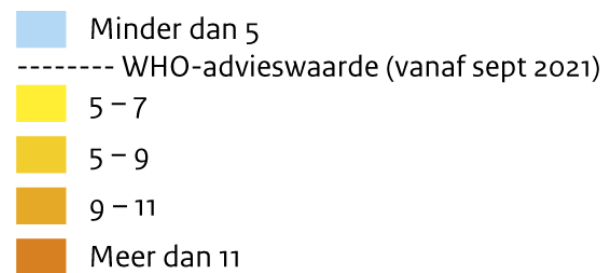 Minder dan 5
-------- WHO-advieswaarde (vanaf sept 2021)
5 – 7
5 – 9
9 – 11
Meer dan 11